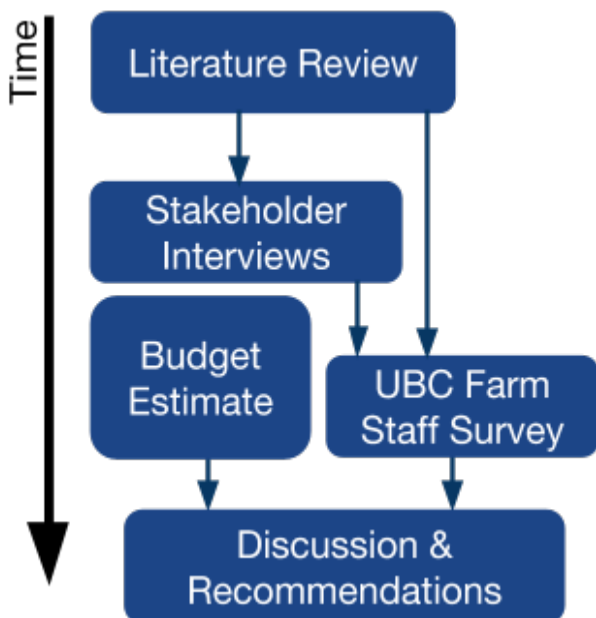 Time
Literature Review
Stakeholder
Interviews
Budget
Estimate
UBC Farm
Staff Survey
Discussion &
Recommendations